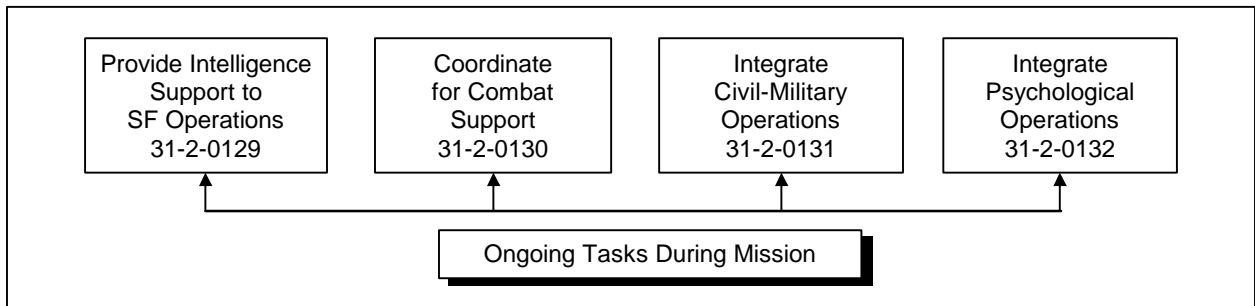 Provide Intelligence
Support to
SF Operations
31-2-0129
Coordinate
for Combat
Support
31-2-0130
Integrate
Civil-Military
Operations
31-2-0131
Integrate
Psychological
Operations
31-2-0132
Ongoing Tasks During Mission